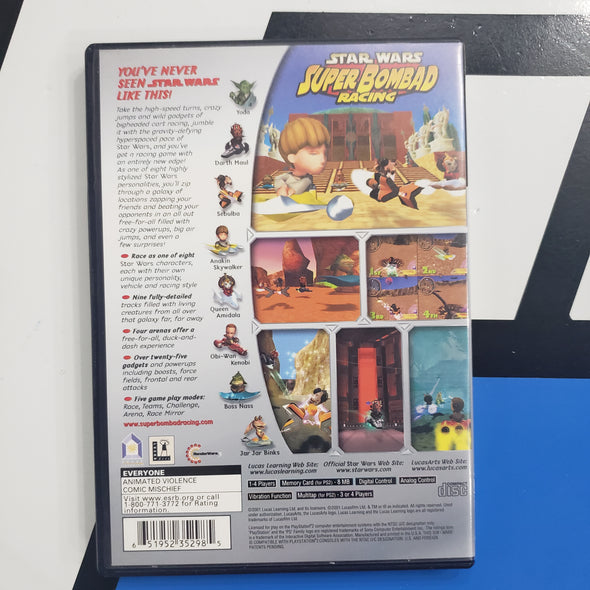 YOU'VE NEVER
SEEN STAR WARS
LIKE THIS!
Take the high-speed turns, crazy
jumps and wild gadgets of
bigheaded cart racing, jumble
it with the gravity-defying
hyperspaced pace of
Star Wars, and you've
got a racing game with
an entirely new edge!
As one of eight highly
stylized Star Wars
personalities, you'll zip
through a galaxy of
locations zapping your
friends and beating your
opponents in an all out
free-for-all filled with
crazy powerups, big air
jumps, and even a
few surprises!
Race as one of eight
Star Wars characters,
each with their own
unique personality,
vehicle and racing style
Nine fully-detailed
tracks filled with living
creatures from all over
that galaxy far, far away
Four arenas offer a
free-for-all, duck-and-
dash experience
Over twenty-five
gadgets and powerups
including boosts, force
fields, frontal and rear
attacks
Five game play modes:
Race, Teams, Challenge,
Arena, Race Mirror
www.superbombadracing.com
Yoda
Darth Maul
Sebulba
Anakin
Skywalker
Queen
Amidala
Obi-Wan
Kenobi
Boss Nass
Jar Jar Binks
STAR WARS
SUPER BOMBAD
RACING
1ST
2ND
3RD
4TH
RenderWare
Lucas Learning Web Site:
Official Star Wars Web Site:
www.starwars.com
LucasArts Web Site:
www.lucasarts.com
EVERYONE
ANIMATED VIOLENCE
COMIC MISCHIEF
Visit www.esrb.org or call
1-800-771-3772 for Rating
Information.
1-4 Players
Memory Card (for PS2) - 8 MB
Digital Control
Analog Control
Vibration Function
Multitap (for PS2) - 3 or 4 Players
COMPACT
disc
6 51952 35298 5